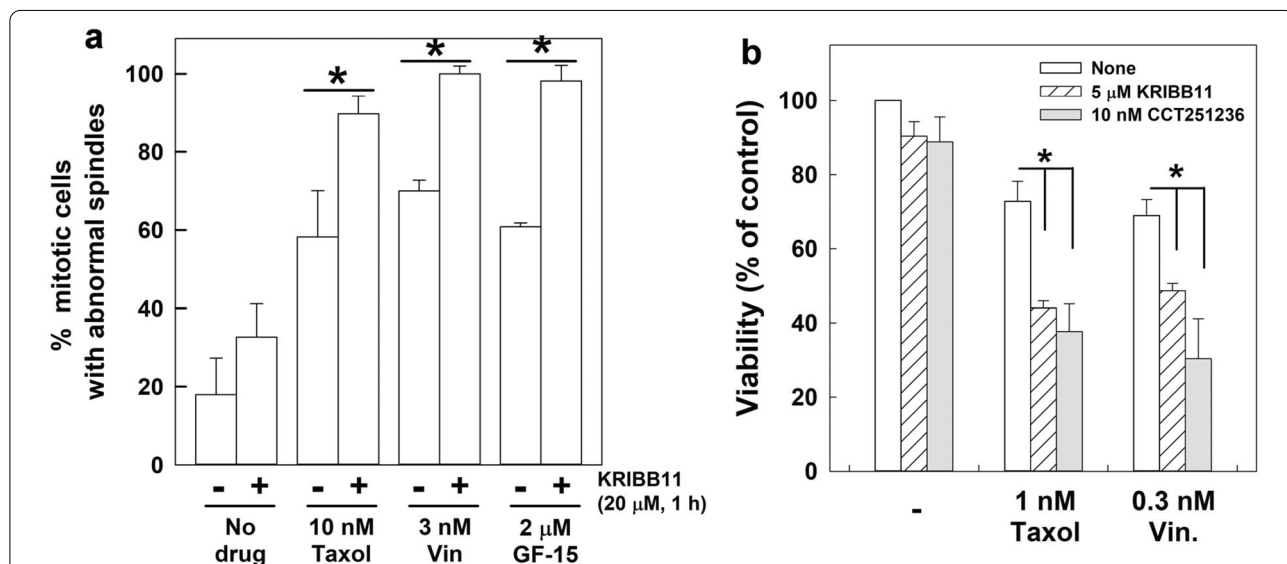 a
% mitotic cells
with abnormal spindles
100
80
60
40
20
0
* * *
- + - + - + - +
KRIBB11
(20 μM, 1 h)
No
drug
10 nM
Taxol
3 nM
Vin
2 μM
GF-15
b
Viability (% of control)
100
80
60
40
20
0
None
5 μM KRIBB11
10 nM CCT251236
* *
-
1 nM
Taxol
0.3 nM
Vin.